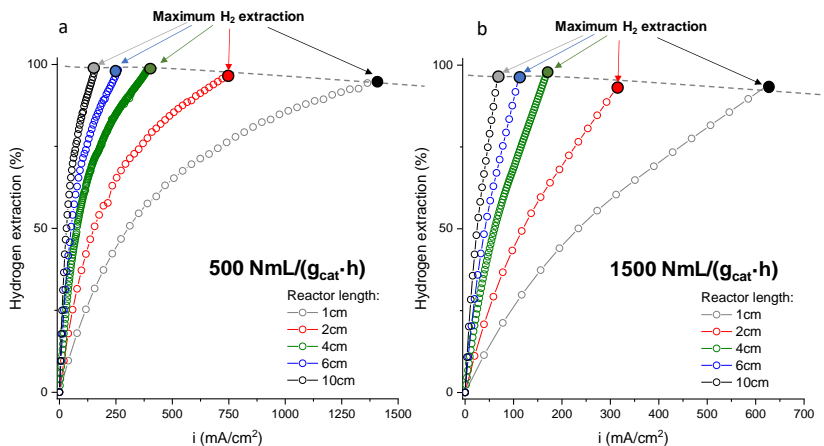 a
Maximum H₂ extraction
100
50
0
Hydrogen extraction (%)
500 NmL/(g_cat·h)
Reactor length:
1cm
2cm
4cm
6cm
10cm
0 250 500 750 1000 1250 1500
i (mA/cm²)
b
Maximum H₂ extraction
100
50
0
Hydrogen extraction (%)
1500 NmL/(g_cat·h)
Reactor length:
1cm
2cm
4cm
6cm
10cm
0 100 200 300 400 500 600 700
i (mA/cm²)